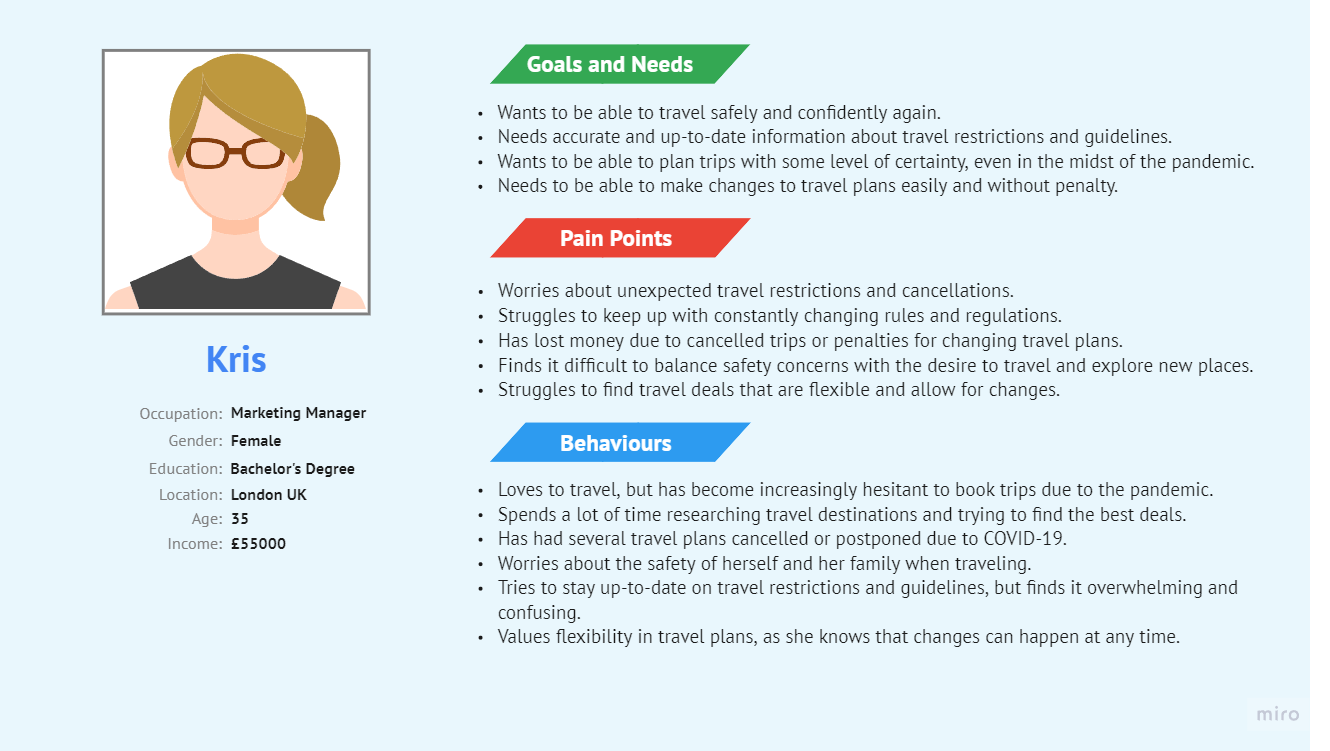 Goals and Needs
• Wants to be able to travel safely and confidently again.
• Needs accurate and up-to-date information about travel restrictions and guidelines.
• Wants to be able to plan trips with some level of certainty, even in the midst of the pandemic.
• Needs to be able to make changes to travel plans easily and without penalty.
Pain Points
• Worries about unexpected travel restrictions and cancellations.
• Struggles to keep up with constantly changing rules and regulations.
• Has lost money due to cancelled trips or penalties for changing travel plans.
• Finds it difficult to balance safety concerns with the desire to travel and explore new places.
• Struggles to find travel deals that are flexible and allow for changes.
Kris
Occupation: Marketing Manager
Gender: Female
Education: Bachelor's Degree
Location: London UK
Age: 35
Income: £55000
Behaviours
• Loves to travel, but has become increasingly hesitant to book trips due to the pandemic.
• Spends a lot of time researching travel destinations and trying to find the best deals.
• Has had several travel plans cancelled or postponed due to COVID-19.
• Worries about the safety of herself and her family when traveling.
• Tries to stay up-to-date on travel restrictions and guidelines, but finds it overwhelming and
confusing.
• Values flexibility in travel plans, as she knows that changes can happen at any time.
miro